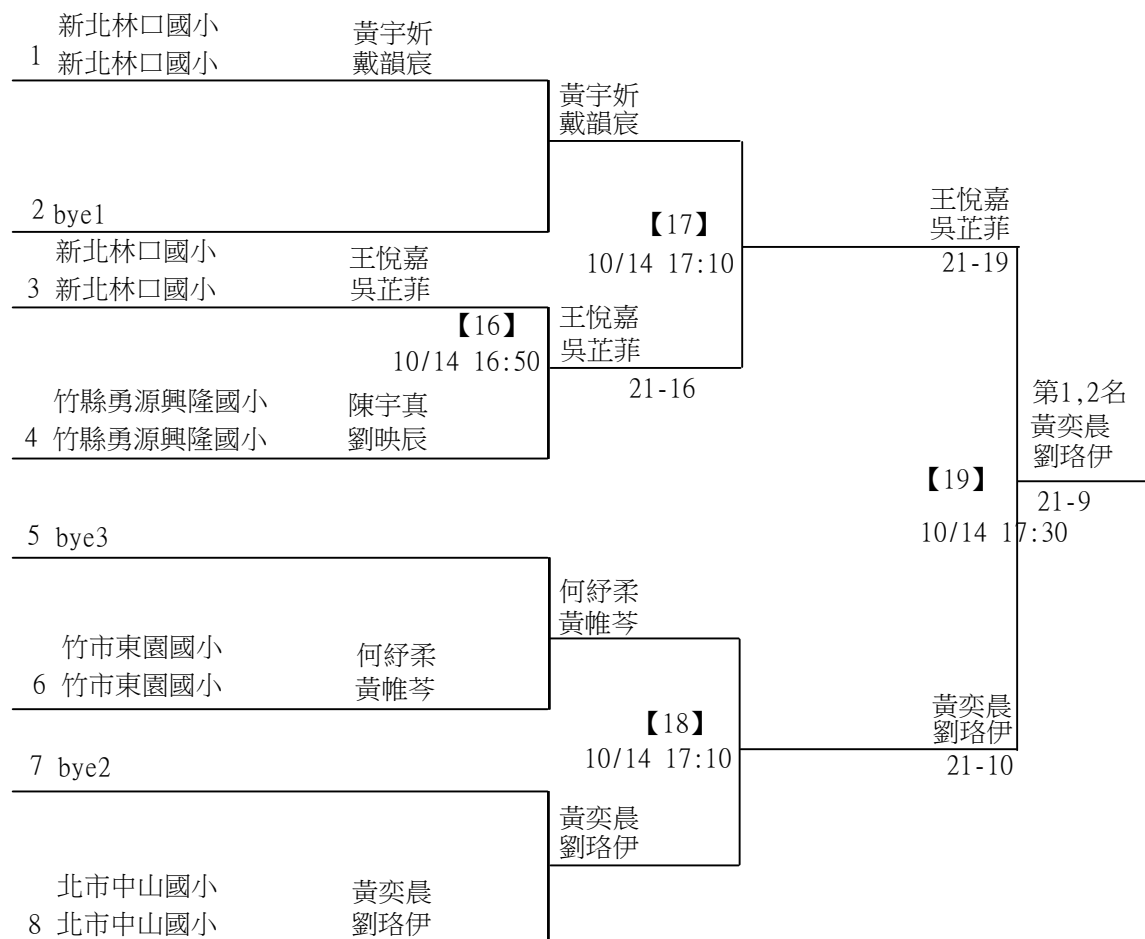 新北林口國小 黃宇妡
1 新北林口國小 戴韻宸
黃宇妡
戴韻宸
2 bye1
王悅嘉
吳芷菲
21-19
【17】
10/14 17:10
新北林口國小 王悅嘉
3 新北林口國小 吳芷菲
【16】
10/14 16:50
王悅嘉
吳芷菲
21-16
竹縣勇源興隆國小 陳宇真
4 竹縣勇源興隆國小 劉映辰
第1,2名
黃奕晨
劉珞伊
21-9
【19】
10/14 17:30
5 bye3
何紓柔
黃帷芩
竹市東園國小 何紓柔
6 竹市東園國小 黃帷芩
【18】
10/14 17:10
黃奕晨
劉珞伊
21-10
7 bye2
黃奕晨
劉珞伊
北市中山國小 黃奕晨
8 北市中山國小 劉珞伊